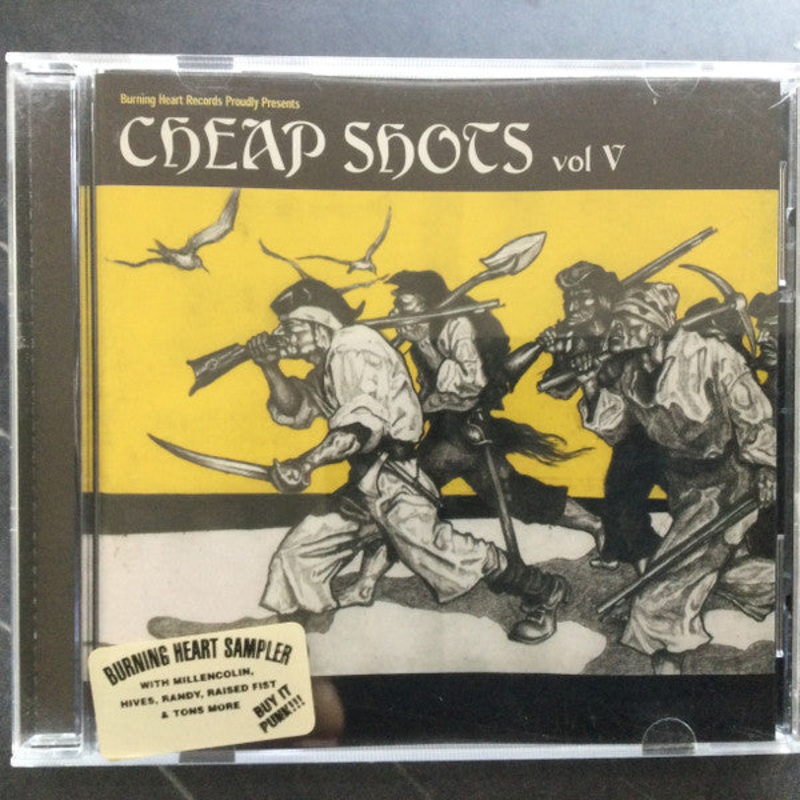 Burning Heart Records Proudly Presents
CHEAP SHOTS vol V
BURNING HEART SAMPLER
WITH MILLENCOLIN,
HIVES, RANDY, RAISED FIST
& TONS MORE
BUY IT
PUNK!!!